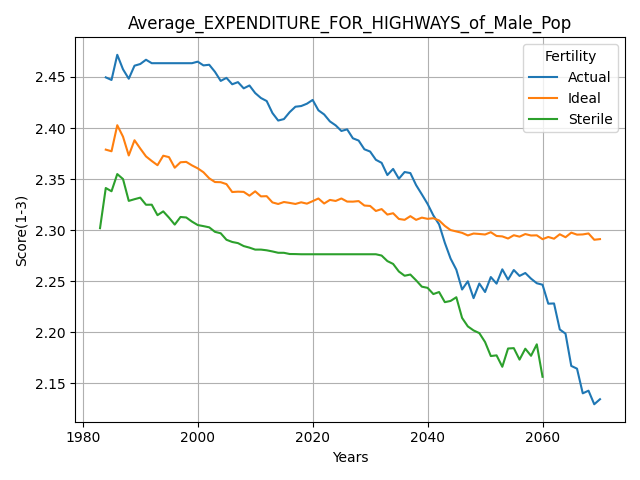 Average_EXPENDITURE_FOR_HIGHWAYS_of_Male_Pop
Fertility
Actual
Ideal
Sterile
Score(1-3)
2.45
2.40
2.35
2.30
2.25
2.20
2.15
1980
2000
2020
2040
2060
Years